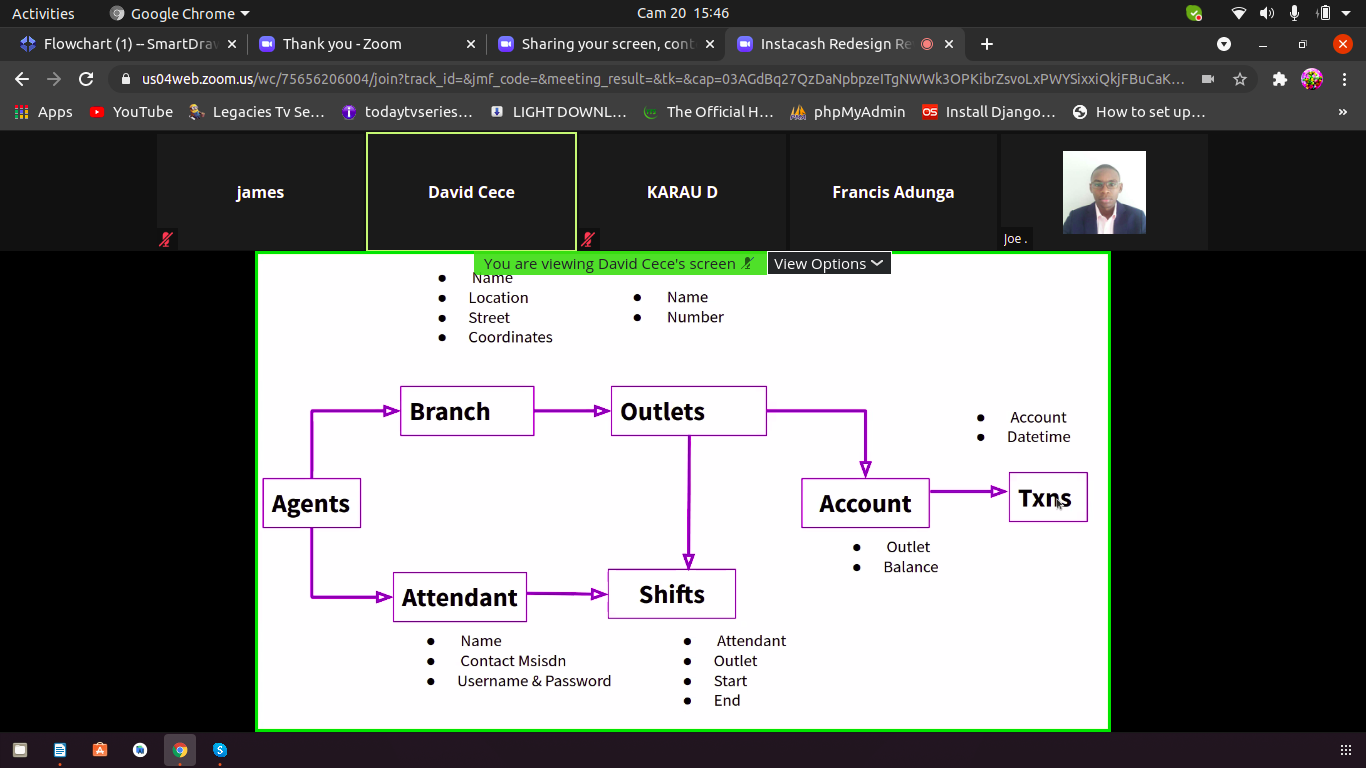 Activities Google Chrome Cam 20 15:46
Flowchart (1) – SmartDraw Thank you - Zoom Sharing your screen, cont Instacash Redesign Re
us04web.zoom.us/wc/75656206004/join?track_id=&jmf_code=&meeting_result=&tk=&cap=03AGdBq27QzDaNpbpzeITgNWWk3OPKibrZsvoLxPWYSixxiQkjFBuCaK...
Apps YouTube Legacies Tv Se... todaytvseries... LIGHT DOWNL... The Official H... phpMyAdmin OS Install Django... How to set up... »
james David Cece KARAU D Francis Adunga
Joe .
You are viewing David Cece's screen View Options
Name
● Location ● Name
● Street ● Number
● Coordinates
Branch Outlets
● Account
● Datetime
Agents Account Txns
● Outlet
● Balance
Attendant Shifts
● Name ● Attendant
● Contact Msisdn ● Outlet
● Username & Password ● Start
● End